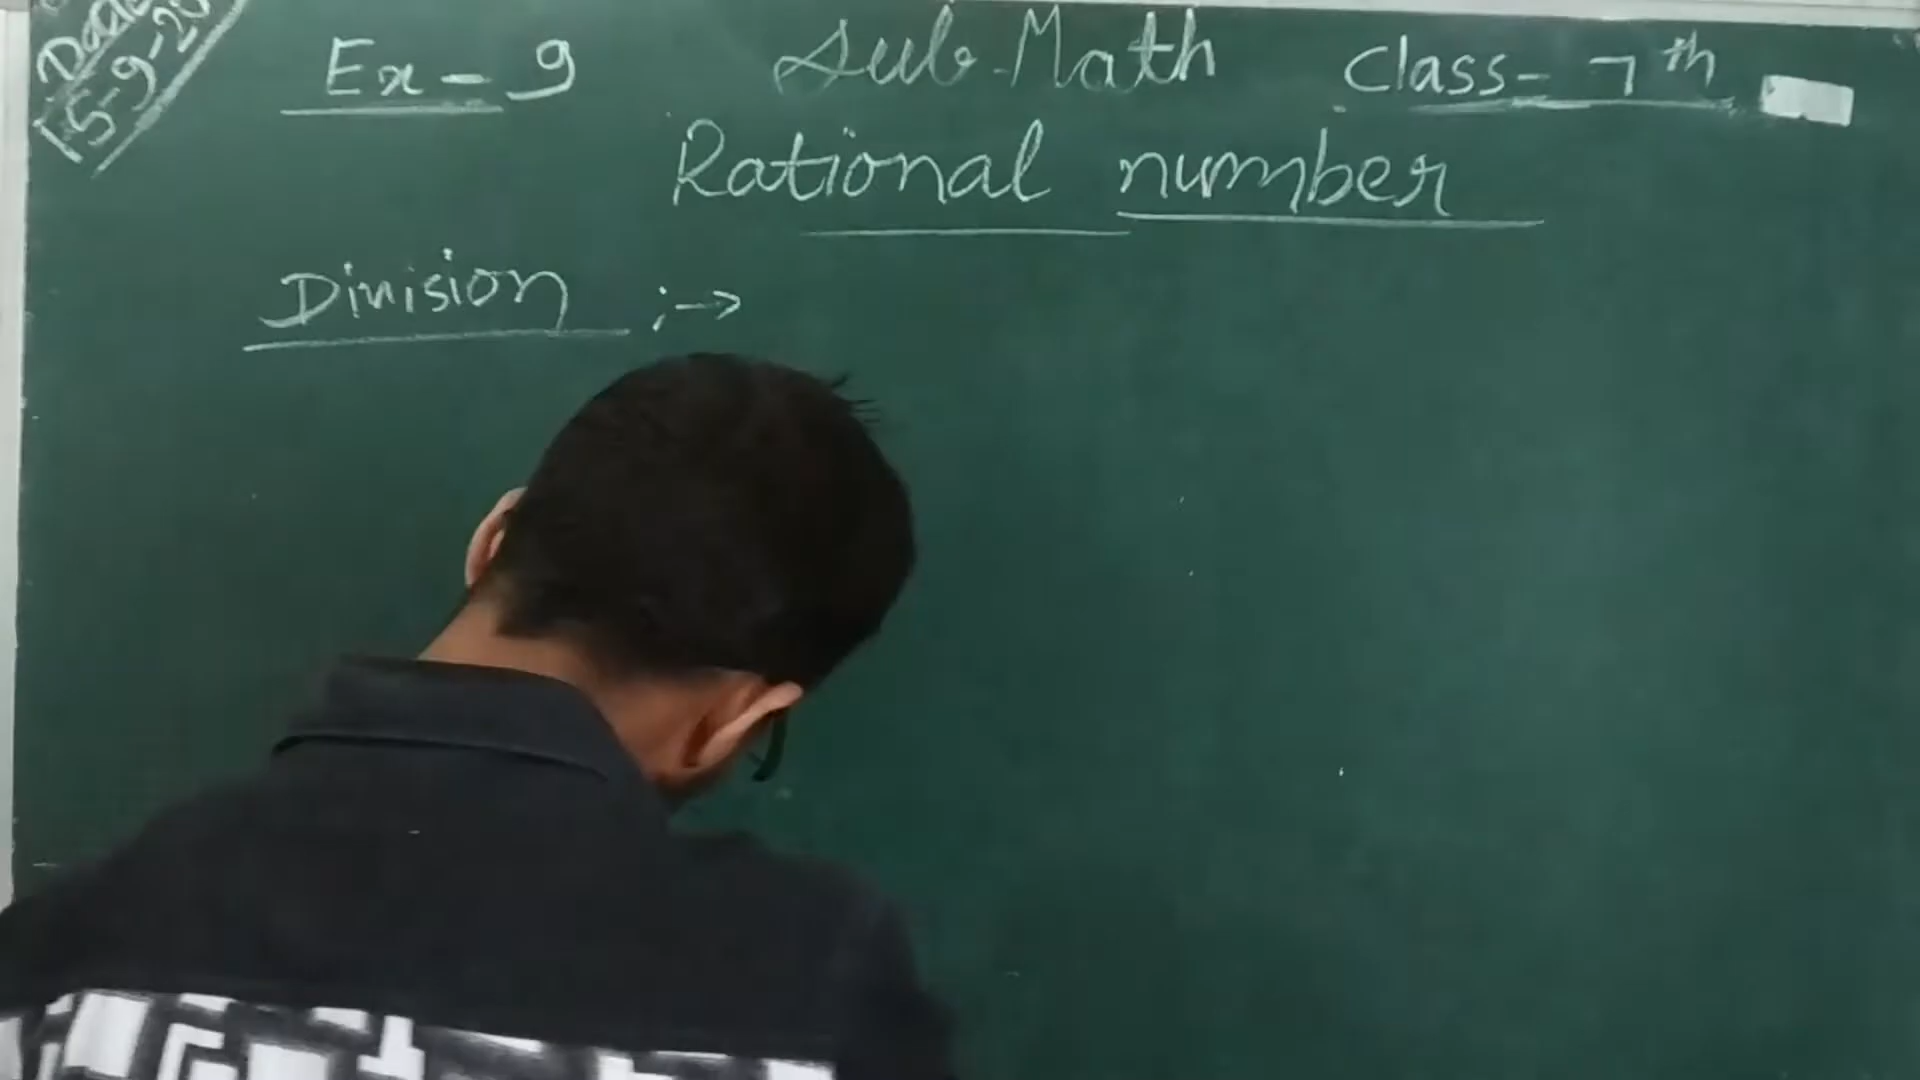 Ex - 9 Sub-Math Class- 7th
Rational number
Division :→